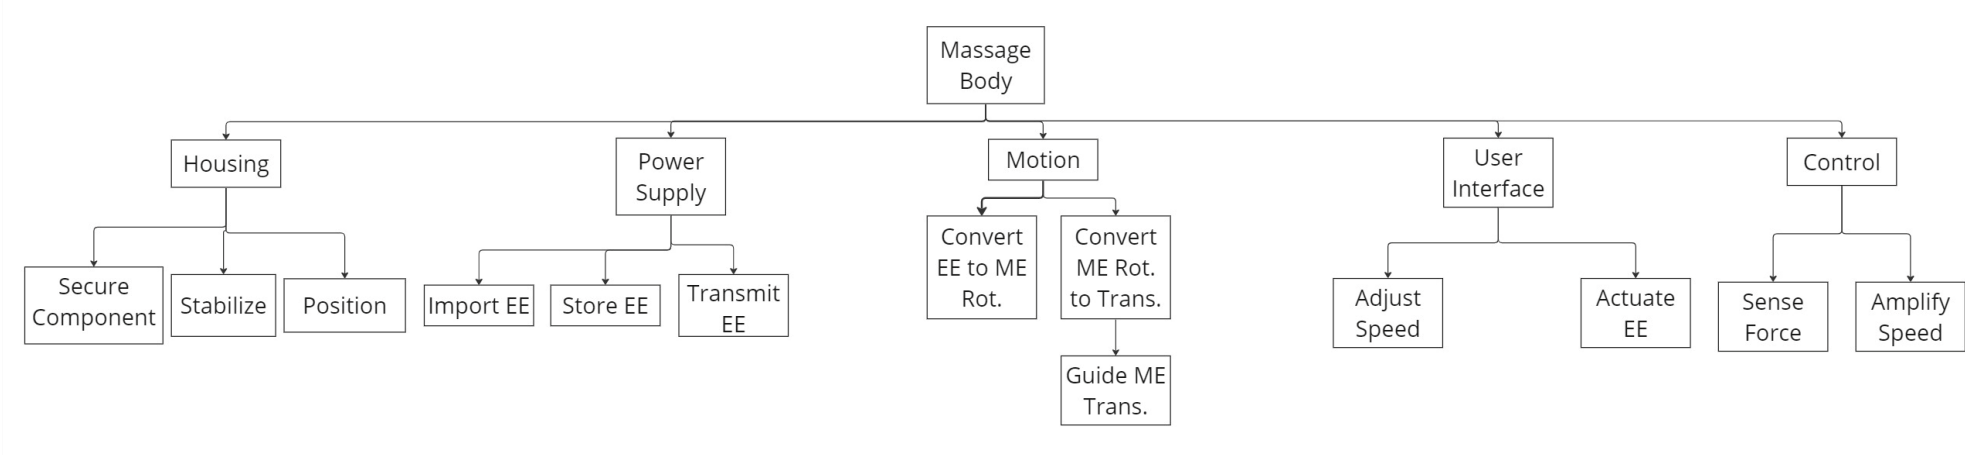 Massage
Body
Housing
Power
Supply
Motion
User
Interface
Control
Secure
Component
Stabilize
Position
Import EE
Store EE
Transmit
EE
Convert
EE to ME
Rot.
Convert
ME Rot.
to Trans.
Guide ME
Trans.
Adjust
Speed
Actuate
EE
Sense
Force
Amplify
Speed